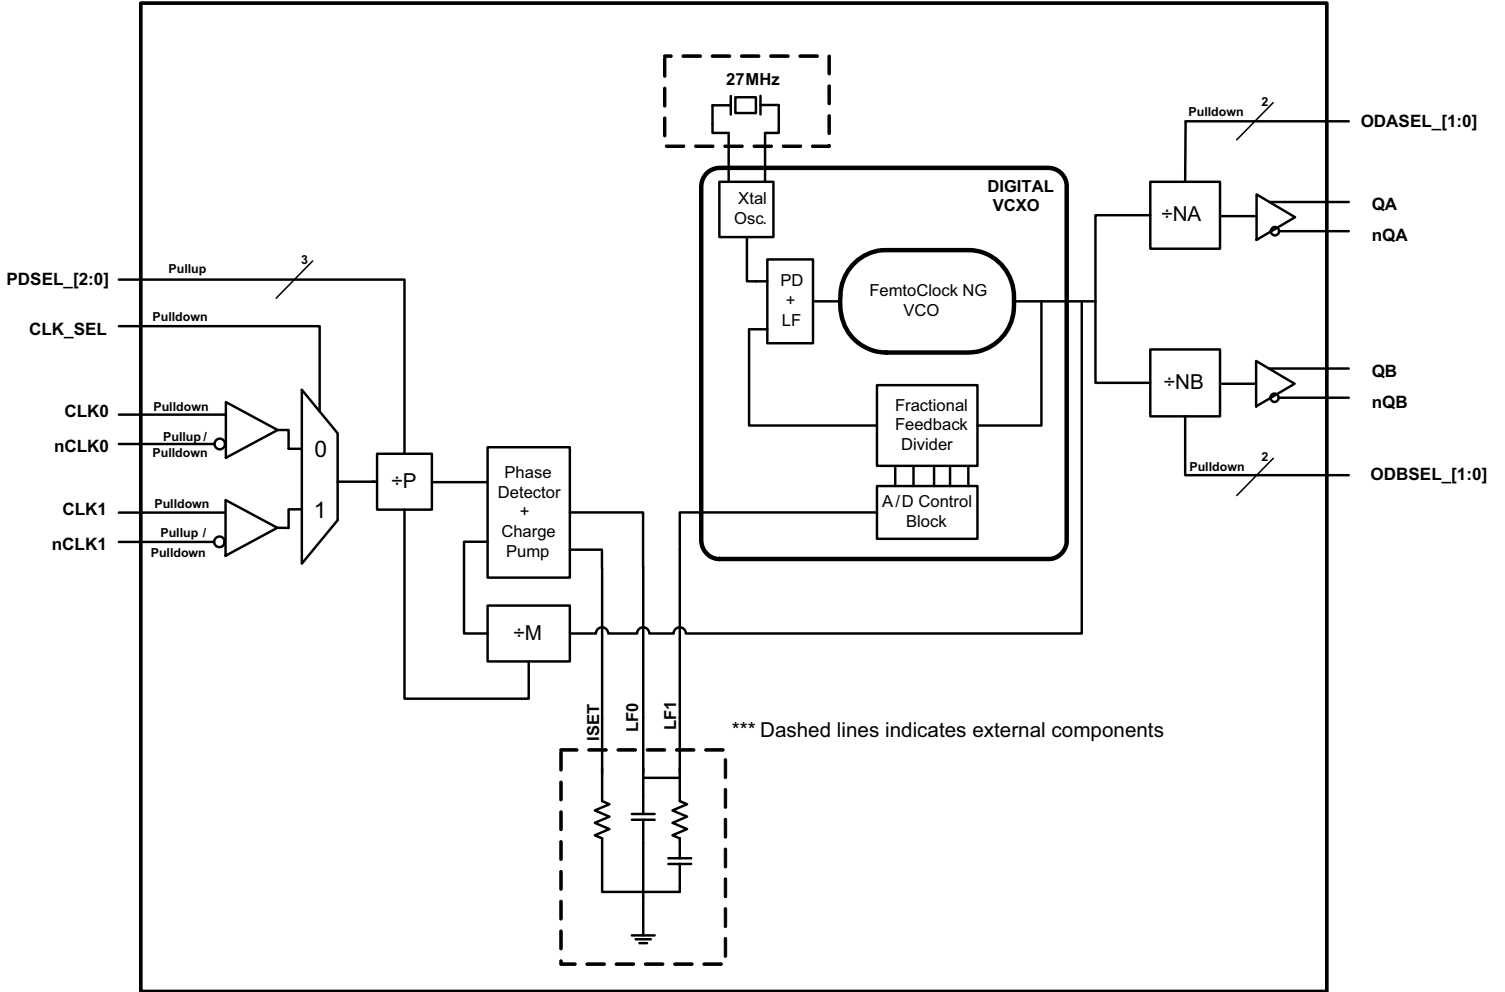 27MHz
Pulldown
2
ODASEL_[1:0]
DIGITAL
VCXO
Xtal
Osc.
÷NA
QA
nQA
PDSEL_[2:0]
Pullup
3
PD
+
LF
FemtoClock NG
VCO
CLK_SEL
Pulldown
÷NB
QB
nQB
CLK0
Pulldown
nCLK0
Pullup /
Pulldown
0
1
Fractional
Feedback
Divider
Pulldown
2
ODBSEL_[1:0]
÷P
Phase
Detector
+
Charge
Pump
A/D Control
Block
CLK1
Pulldown
nCLK1
Pullup /
Pulldown
÷M
ISET
LF0
LF1
*** Dashed lines indicates external components